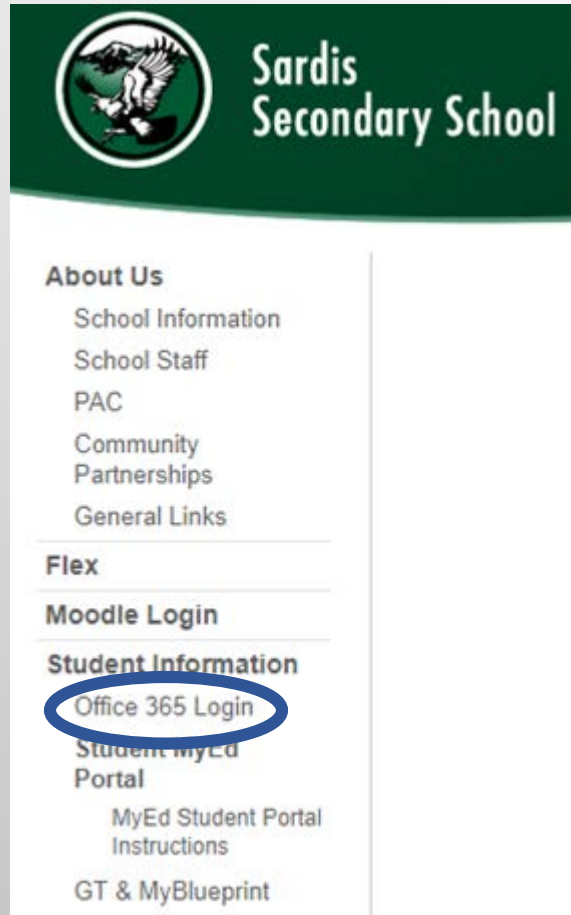 Sardis
Secondary School
About Us
School Information
School Staff
PAC
Community
Partnerships
General Links
Flex
Moodle Login
Student Information
Office 365 Login
Student MyEd
Portal
MyEd Student Portal
Instructions
GT & MyBlueprint